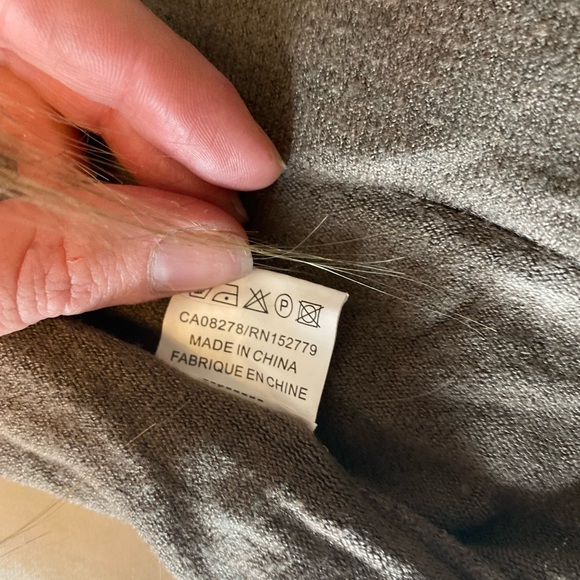 P
CA08278/RN152779
MADE IN CHINA
FABRIQUE EN CHINE